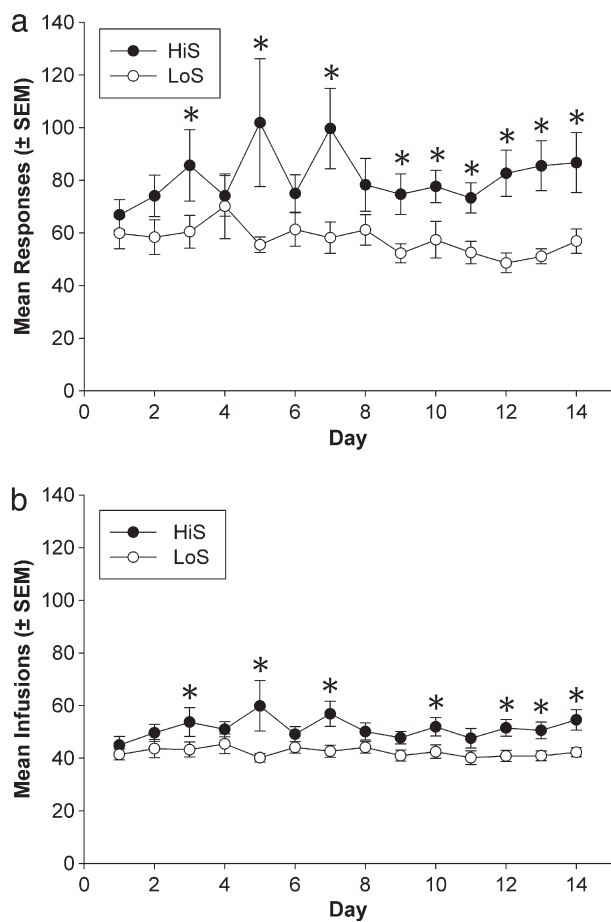 a
Mean Responses (± SEM)
140
120
100
80
60
40
20
0
HiS
LoS
* * * * * * * * *
0 2 4 6 8 10 12 14
Day
b
Mean Infusions (± SEM)
140
120
100
80
60
40
20
0
HiS
LoS
* * * * * * *
0 2 4 6 8 10 12 14
Day